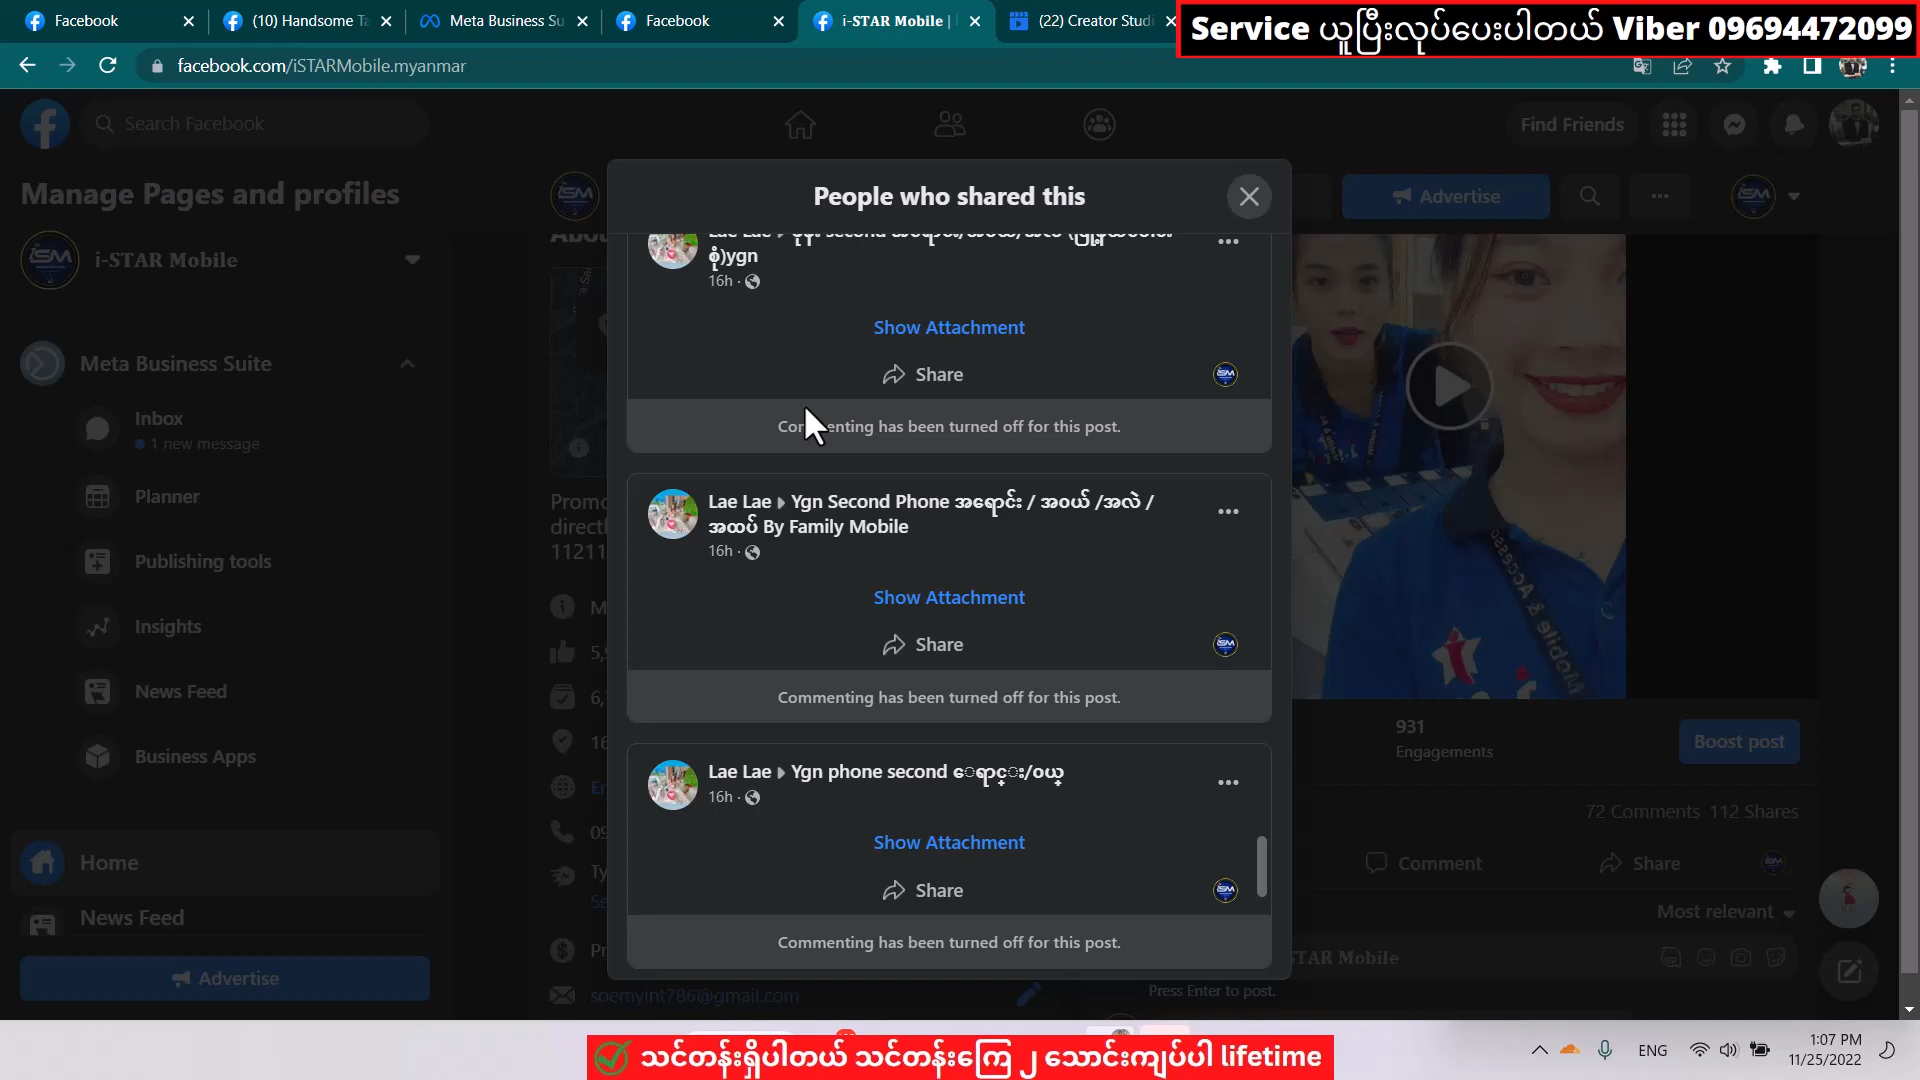 Facebook
(10) Handsome Ta
Meta Business Su
Facebook
i-STAR Mobile |
(22) Creator Studi
Service ယူပြီးလုပ်ပေးပါတယ် Viber 09694472099
facebook.com/iSTARMobile.myanmar
Search Facebook
Find Friends
Manage Pages and profiles
i-STAR Mobile
Meta Business Suite
Inbox
1 new message
Planner
Publishing tools
Insights
News Feed
Business Apps
Home
News Feed
Advertise
Advertise
People who shared this
စုံ)ygn
16h
Show Attachment
Share
Commenting has been turned off for this post.
Lae Lae ▸ Ygn Second Phone အရောင်း / အဝယ် /အလဲ /
အထပ် By Family Mobile
16h
Show Attachment
Share
Commenting has been turned off for this post.
Lae Lae ▸ Ygn phone second ေရာင္း/ဝယ္
16h
Show Attachment
Share
Commenting has been turned off for this post.
Promo
11211
soemyint786@gmail.com
931
Engagements
Boost post
72 Comments 112 Shares
Comment
Share
Most relevant
STAR Mobile
Press Enter to post.
သင်တန်းရှိပါတယ် သင်တန်းကြေ ၂ သောင်းကျပ်ပါ lifetime
ENG
1:07 PM
11/25/2022